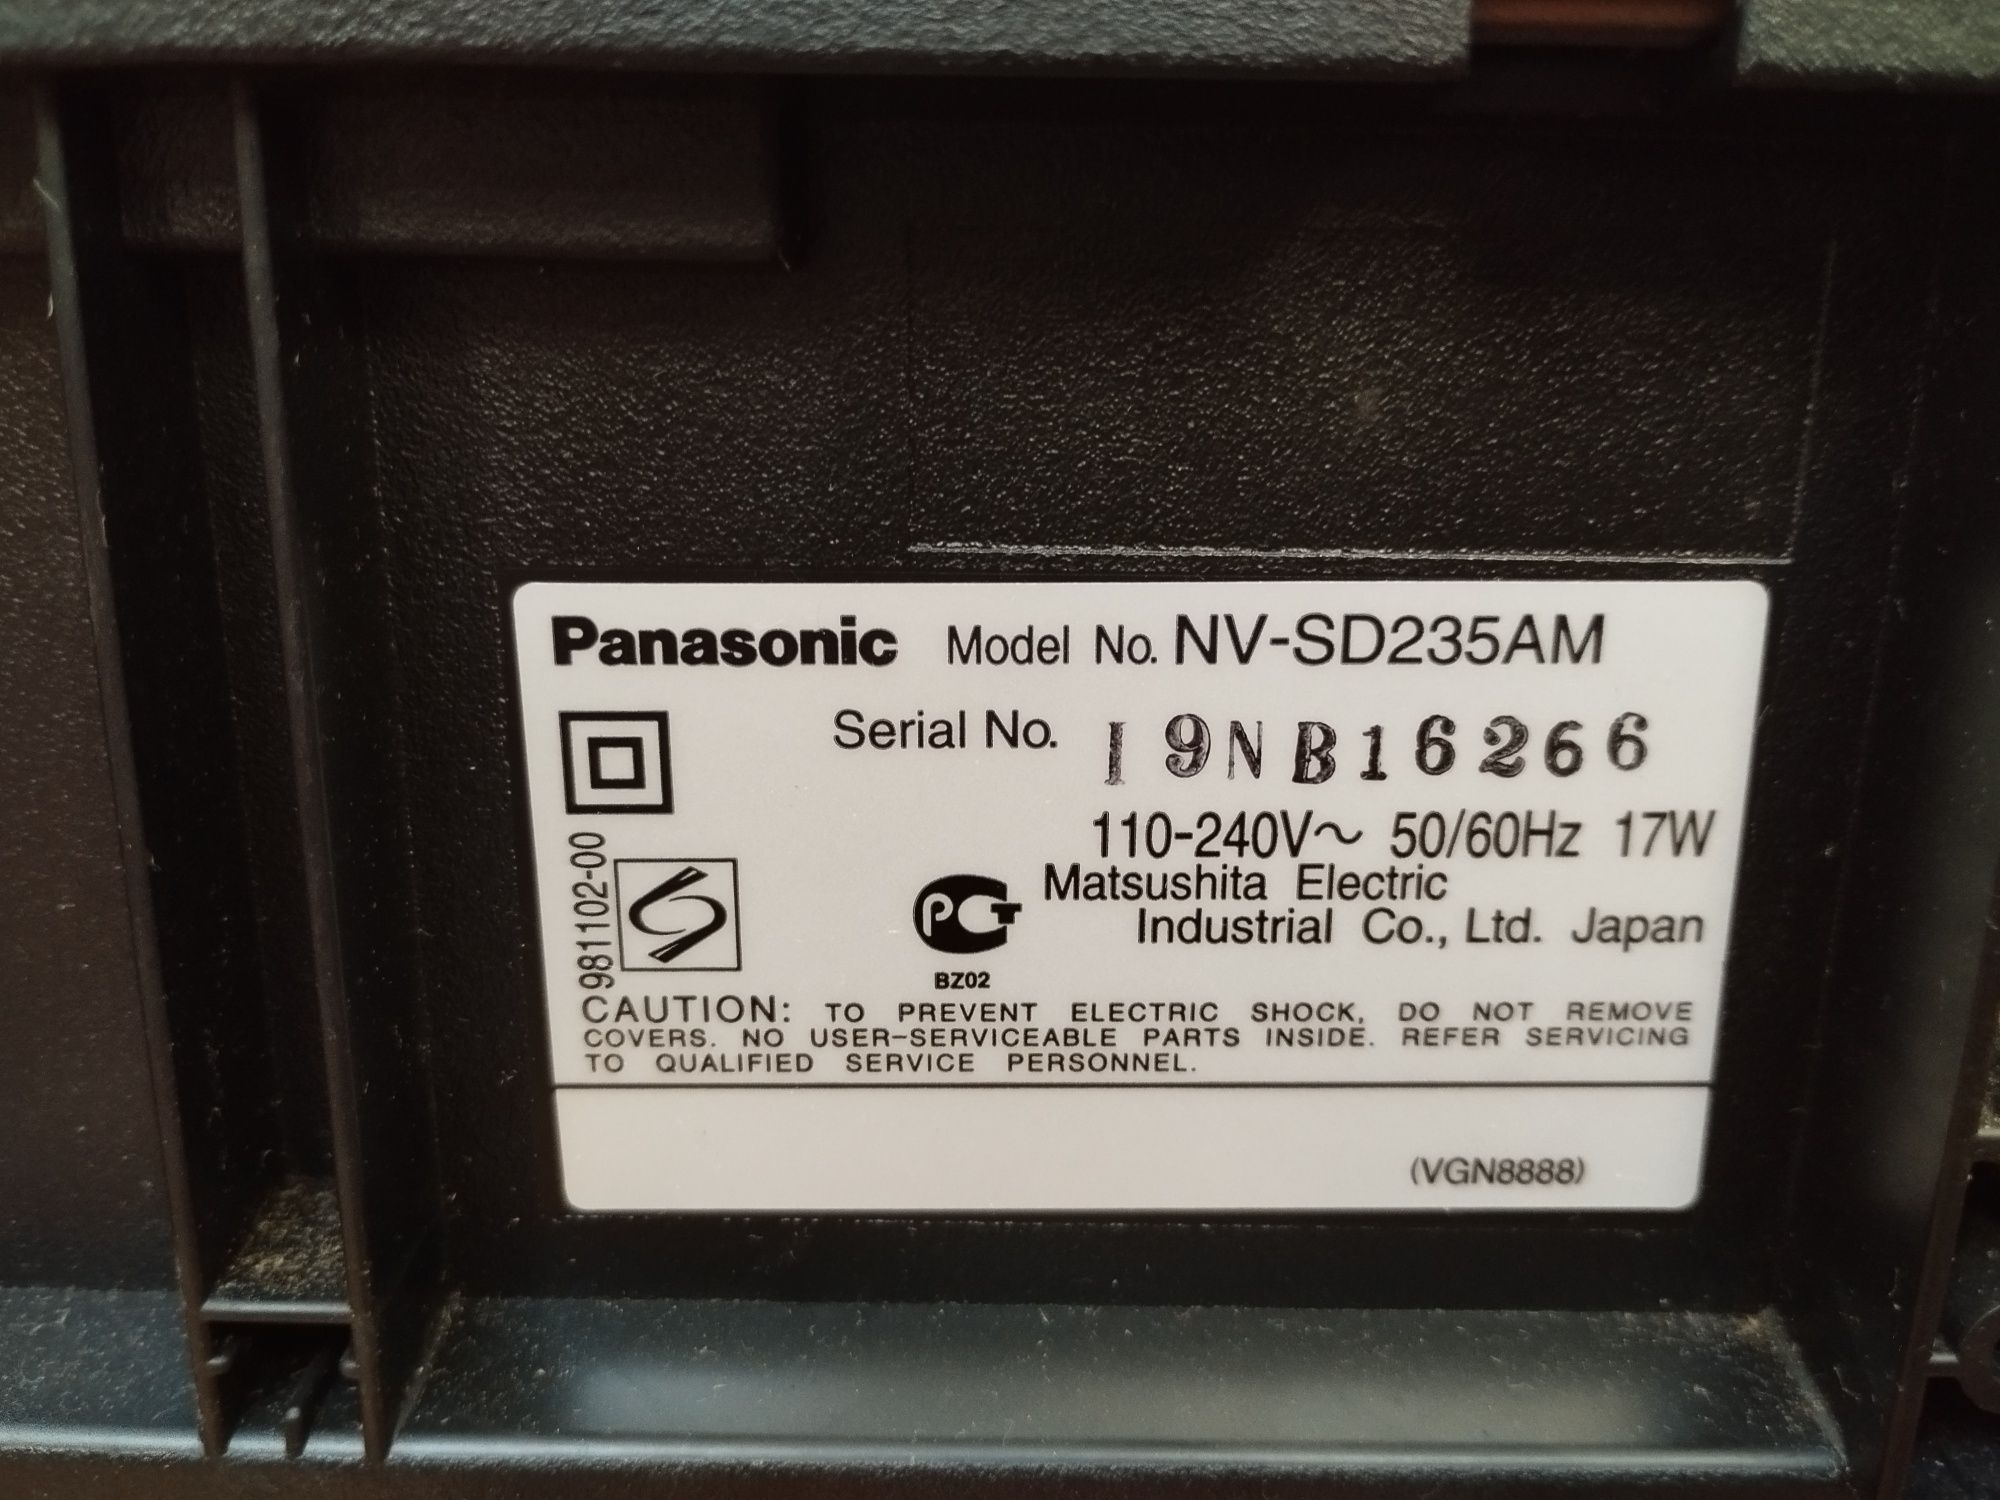 Panasonic Model No. NV-SD235AM
Serial No. I9NB16266
110-240V~ 50/60Hz 17W
Matsushita Electric
Industrial Co., Ltd. Japan
9811102-00
PCT
BZ02
CAUTION: TO PREVENT ELECTRIC SHOCK, DO NOT REMOVE
COVERS. NO USER-SERVICEABLE PARTS INSIDE. REFER SERVICING
TO QUALIFIED SERVICE PERSONNEL.
(VGN8888)